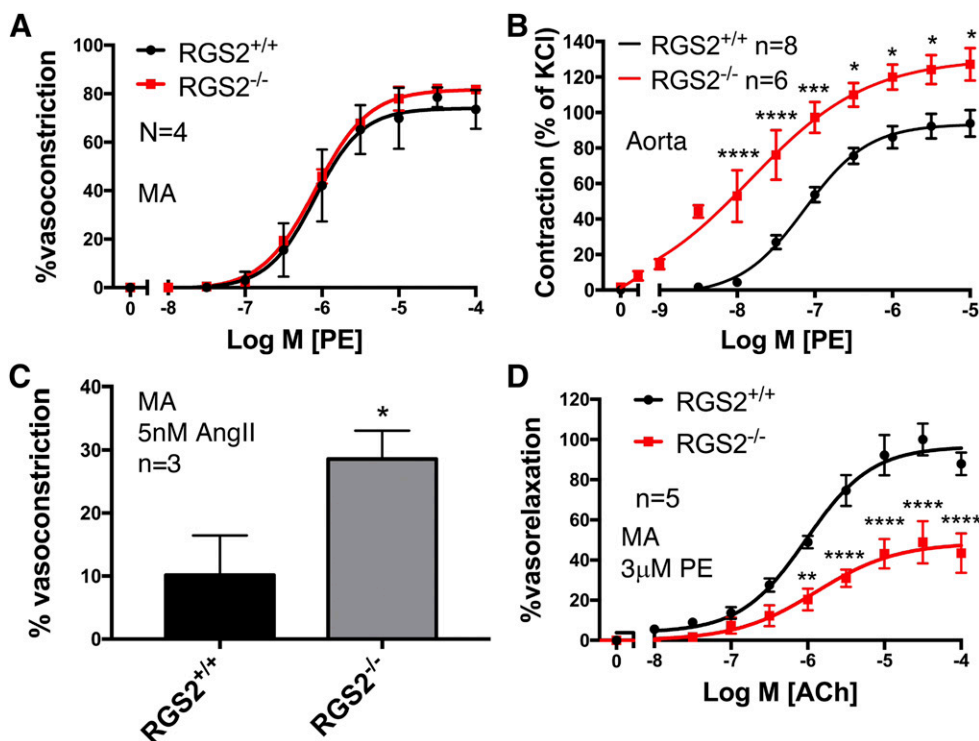 A
RGS2+/+
RGS2-/-
N=4
MA
%vasoconstriction
80
60
40
20
0
0 -8 -7 -6 -5 -4
Log M [PE]
B
RGS2+/+ n=8
RGS2-/- n=6
Aorta
Contraction (% of KCl)
140
120
100
80
60
40
20
0
**** **** *** * * * *
0 -9 -8 -7 -6 -5
Log M [PE]
C
MA
5nM AngII
n=3
*
% vasoconstriction
40
30
20
10
0
RGS2+/+ RGS2-/-
D
RGS2+/+
RGS2-/-
n=5
MA
3μM PE
%vasorelaxation
120
100
80
60
40
20
0
** **** **** **** ****
0 -8 -7 -6 -5 -4
Log M [ACh]